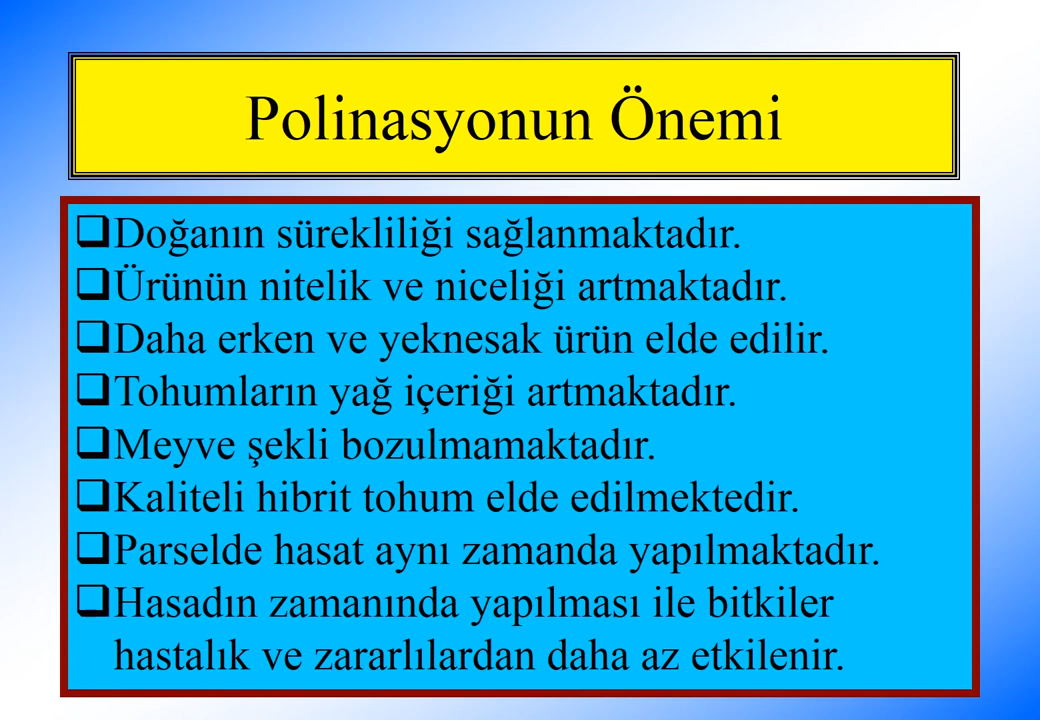 Polinasyonun Önemi
❑Doğanın sürekliliği sağlanmaktadır.
❑Ürünün nitelik ve niceliği artmaktadır.
❑Daha erken ve yeknesak ürün elde edilir.
❑Tohumların yağ içeriği artmaktadır.
❑Meyve şekli bozulmamaktadır.
❑Kaliteli hibrit tohum elde edilmektedir.
❑Parselde hasat aynı zamanda yapılmaktadır.
❑Hasadın zamanında yapılması ile bitkiler
hastalık ve zararlılardan daha az etkilenir.